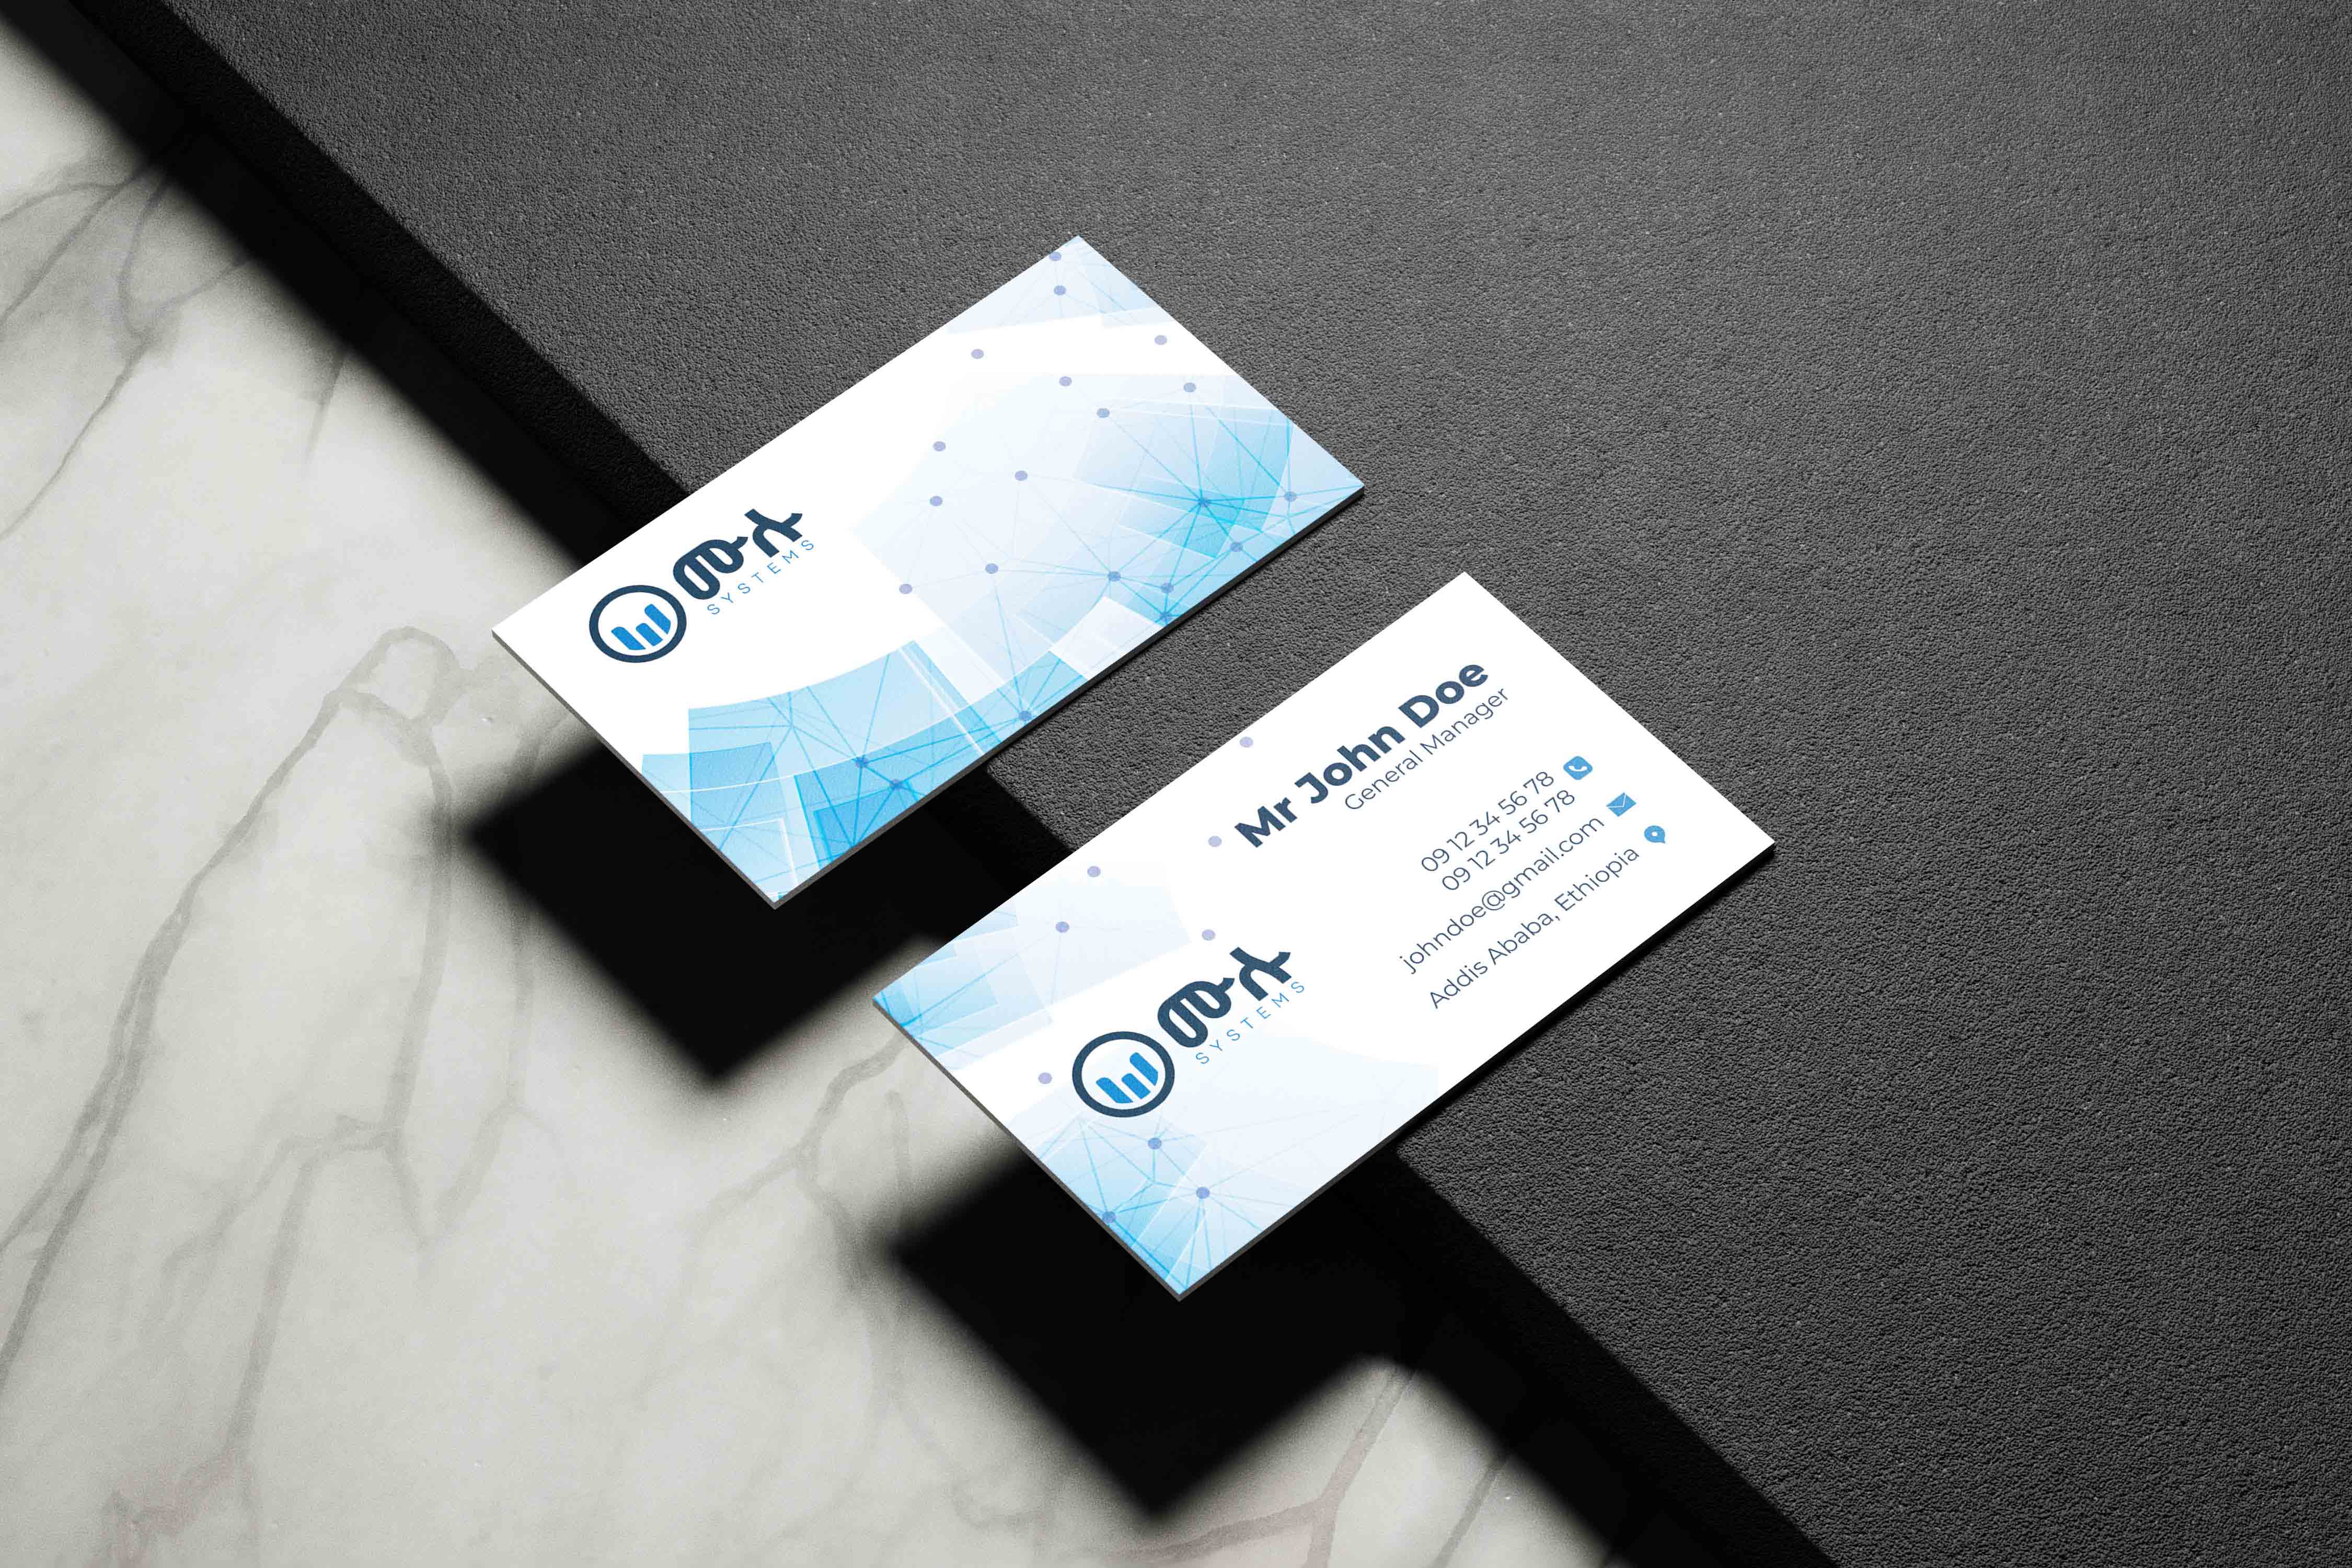 ሙሉ
SYSTEMS
Mr John Doe
General Manager
09 12 34 56 78
09 12 34 56 78
johndoe@gmail.com
Addis Ababa, Ethiopia
ሙሉ
SYSTEMS